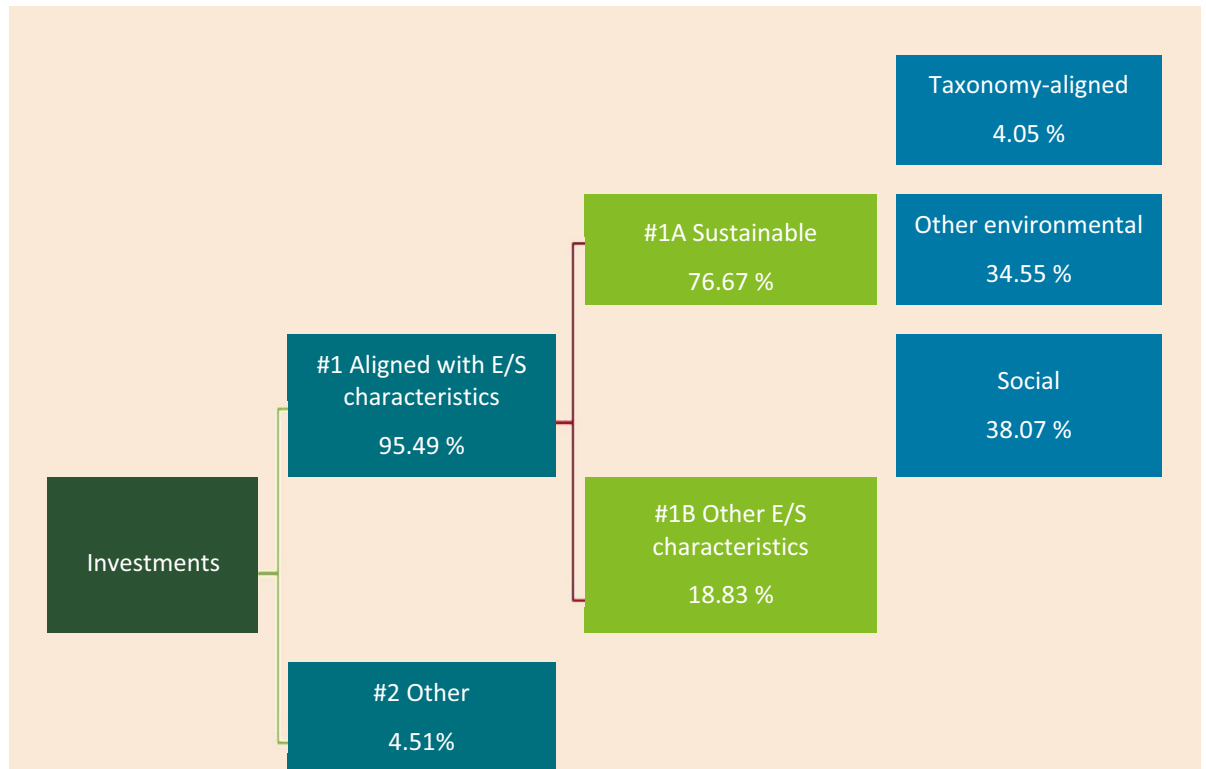 Taxonomy-aligned
4.05 %
#1A Sustainable
76.67 %
Other environmental
34.55 %
#1 Aligned with E/S
characteristics
95.49 %
Social
38.07 %
Investments
#1B Other E/S
characteristics
18.83 %
#2 Other
4.51%